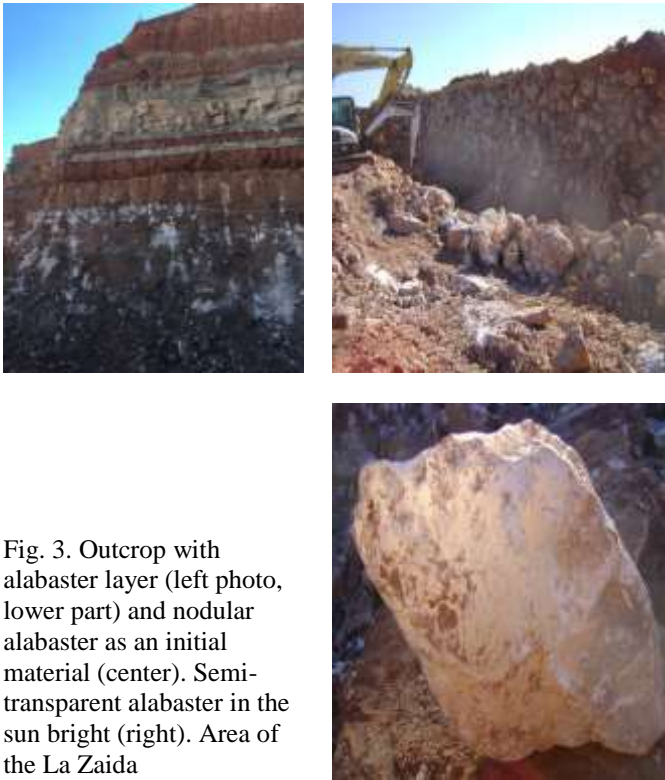 Fig. 3. Outcrop with
alabaster layer (left photo,
lower part) and nodular
alabaster as an initial
material (center). Semi-
transparent alabaster in the
sun bright (right). Area of
the La Zaida